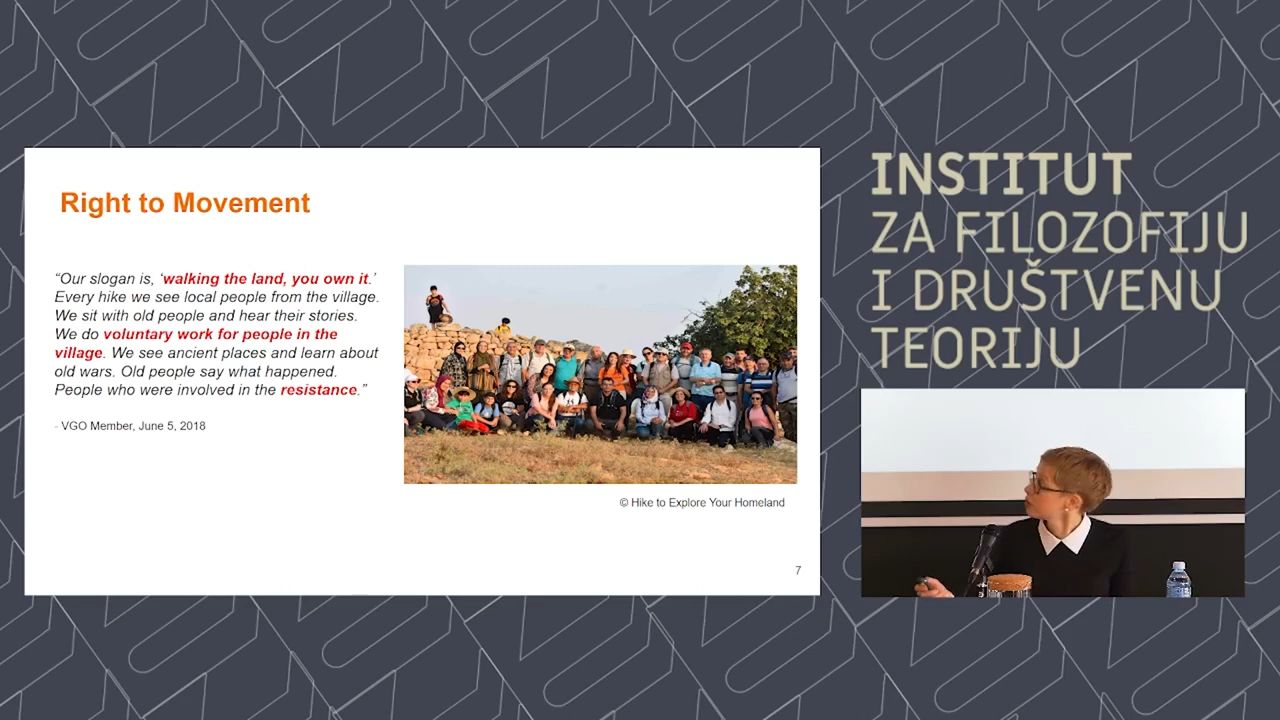 Right to Movement
“Our slogan is, ‘walking the land, you own it.’
Every hike we see local people from the village.
We sit with old people and hear their stories.
We do voluntary work for people in the
village. We see ancient places and learn about
old wars. Old people say what happened.
People who were involved in the resistance.”
- VGO Member, June 5, 2018
© Hike to Explore Your Homeland
7
INSTITUT
ZA FILOZOFIJU
I DRUŠTVENU
TEORIJU